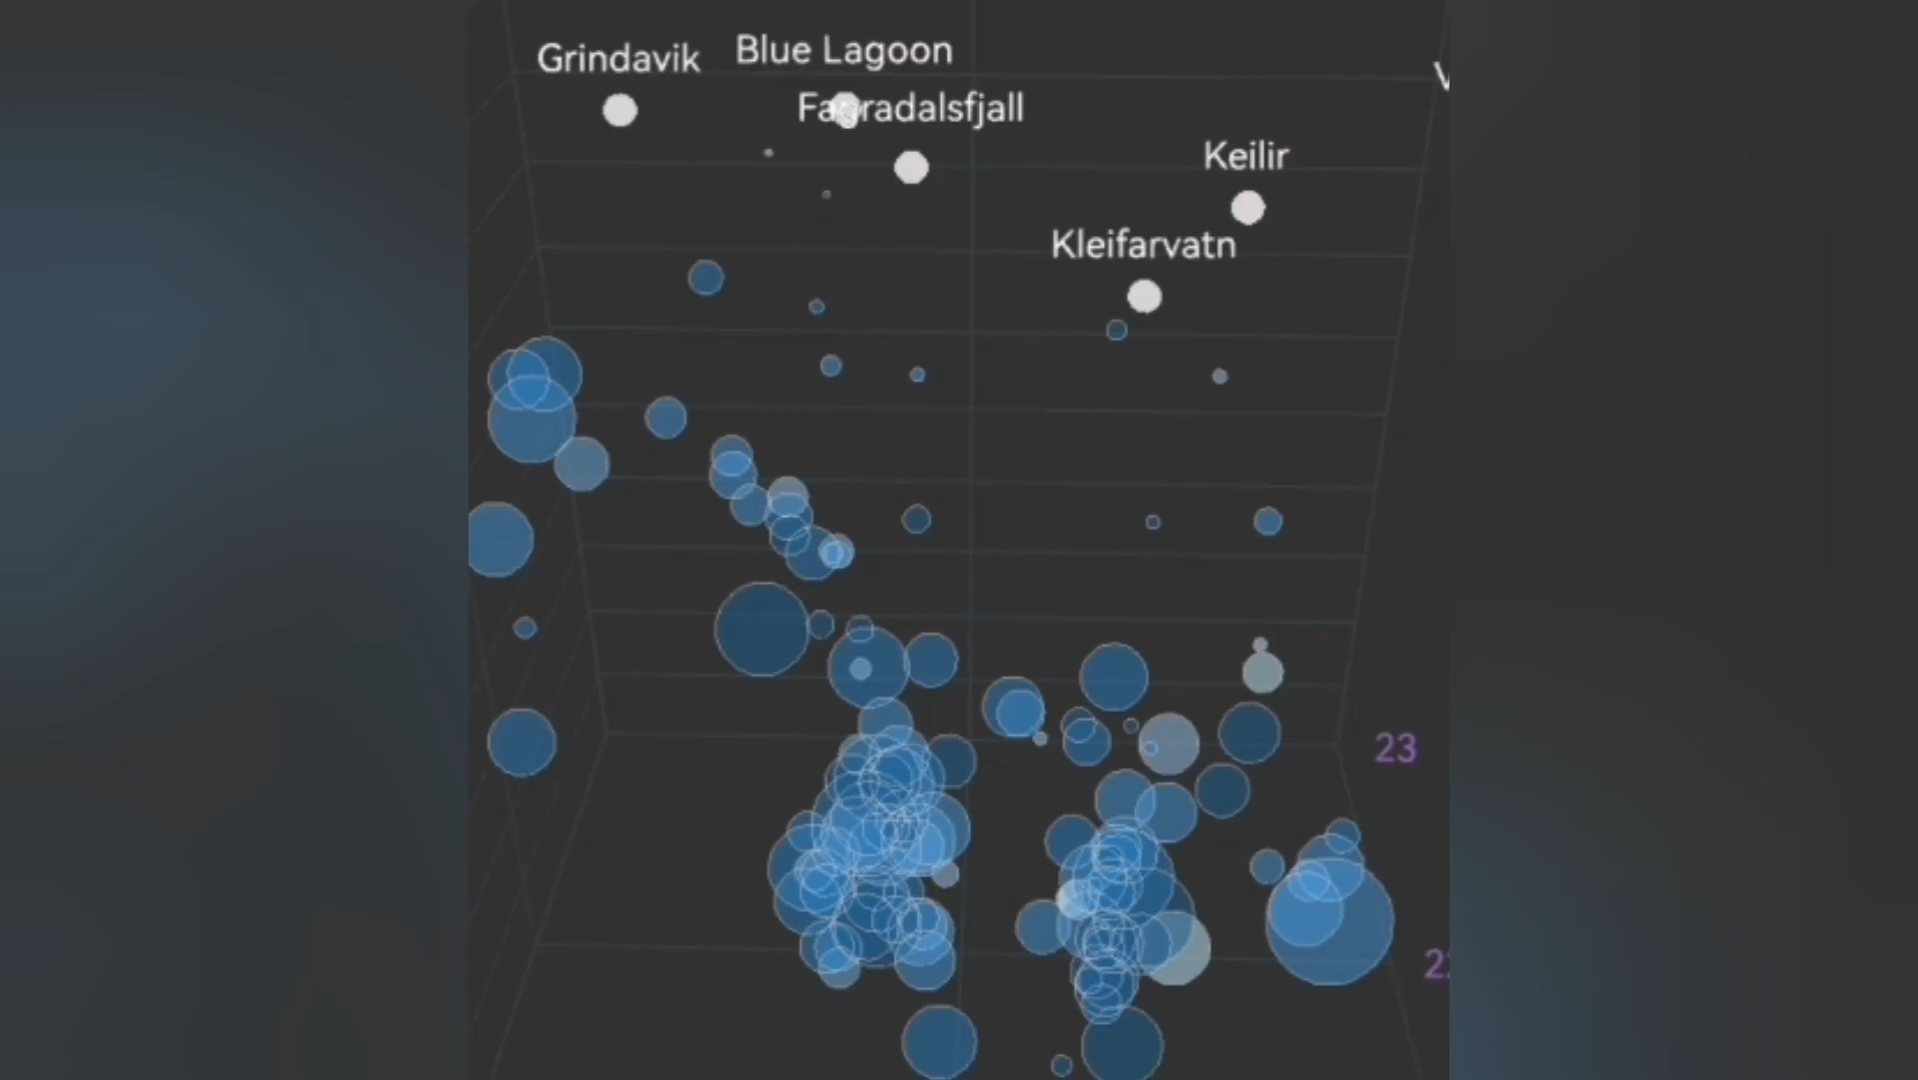 Grindavik
Blue Lagoon
Fagradalsfjall
Keilir
Kleifarvatn
23